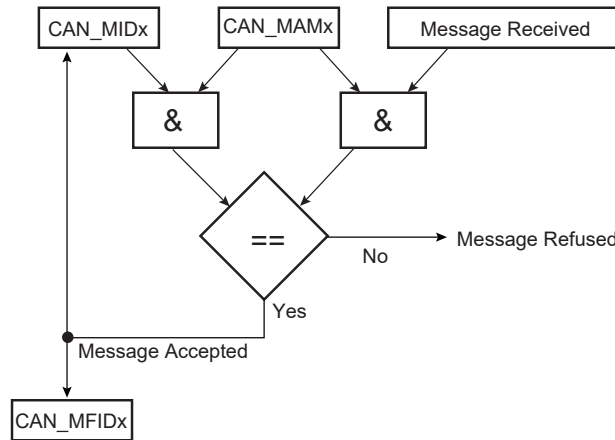 CAN_MIDx
CAN_MAMx
Message Received
&
&
==
No
Message Refused
Yes
Message Accepted
CAN_MFIDx